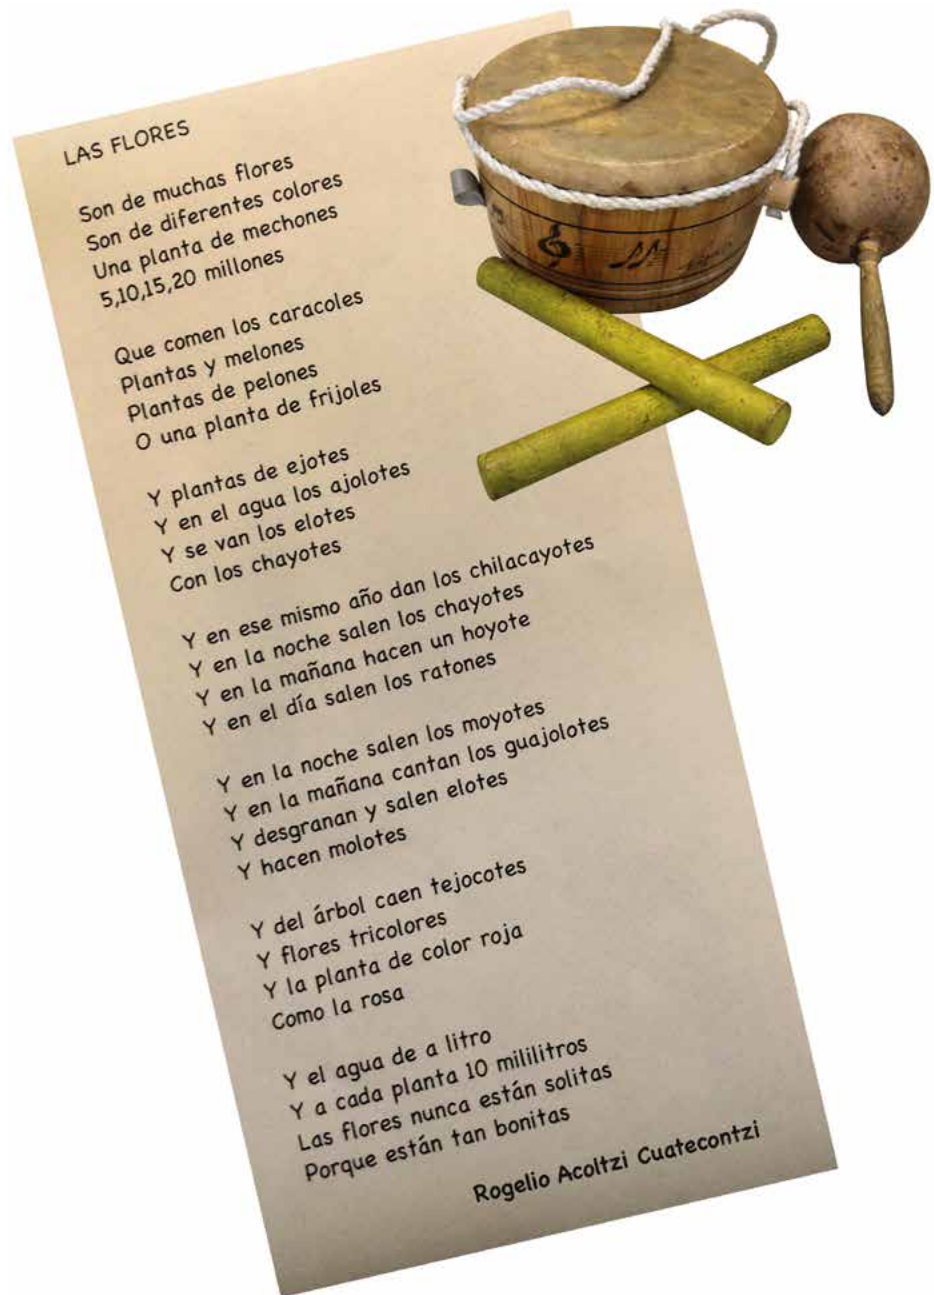 LAS FLORES
Son de muchas flores
Son de diferentes colores
Una planta de mechones
5,10,15,20 millones
Que comen los caracoles
Plantas y melones
Plantas de pelones
O una planta de frijoles
Y plantas de ejotes
Y en el agua los ajolotes
Y se van los elotes
Con los chayotes
Y en ese mismo año dan los chilacayotes
Y en la noche salen los chayotes
Y en la mañana hacen un hoyote
Y en el día salen los ratones
Y en la noche salen los moyotes
Y en la mañana cantan los guajolotes
Y desgranan y salen elotes
Y hacen molotes
Y del árbol caen tejocotes
Y flores tricolores
Y la planta de color roja
Como la rosa
Y el agua de a litro
Y a cada planta 10 mililitros
Las flores nunca están solitas
Porque están tan bonitas
Rogelio Acoltzi Cuatecontzi